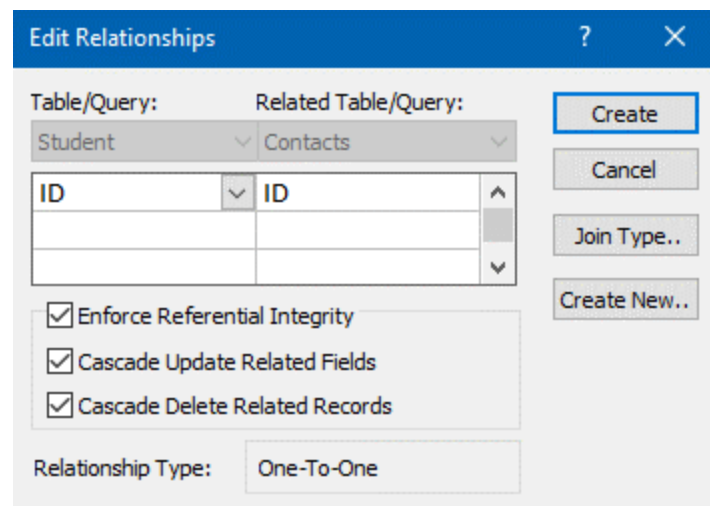 Edit Relationships ?
Table/Query: Related Table/Query:
Create
Student Contacts
Cancel
ID ID
Join Type..
Create New..
Enforce Referential Integrity
Cascade Update Related Fields
Cascade Delete Related Records
Relationship Type: One-To-One